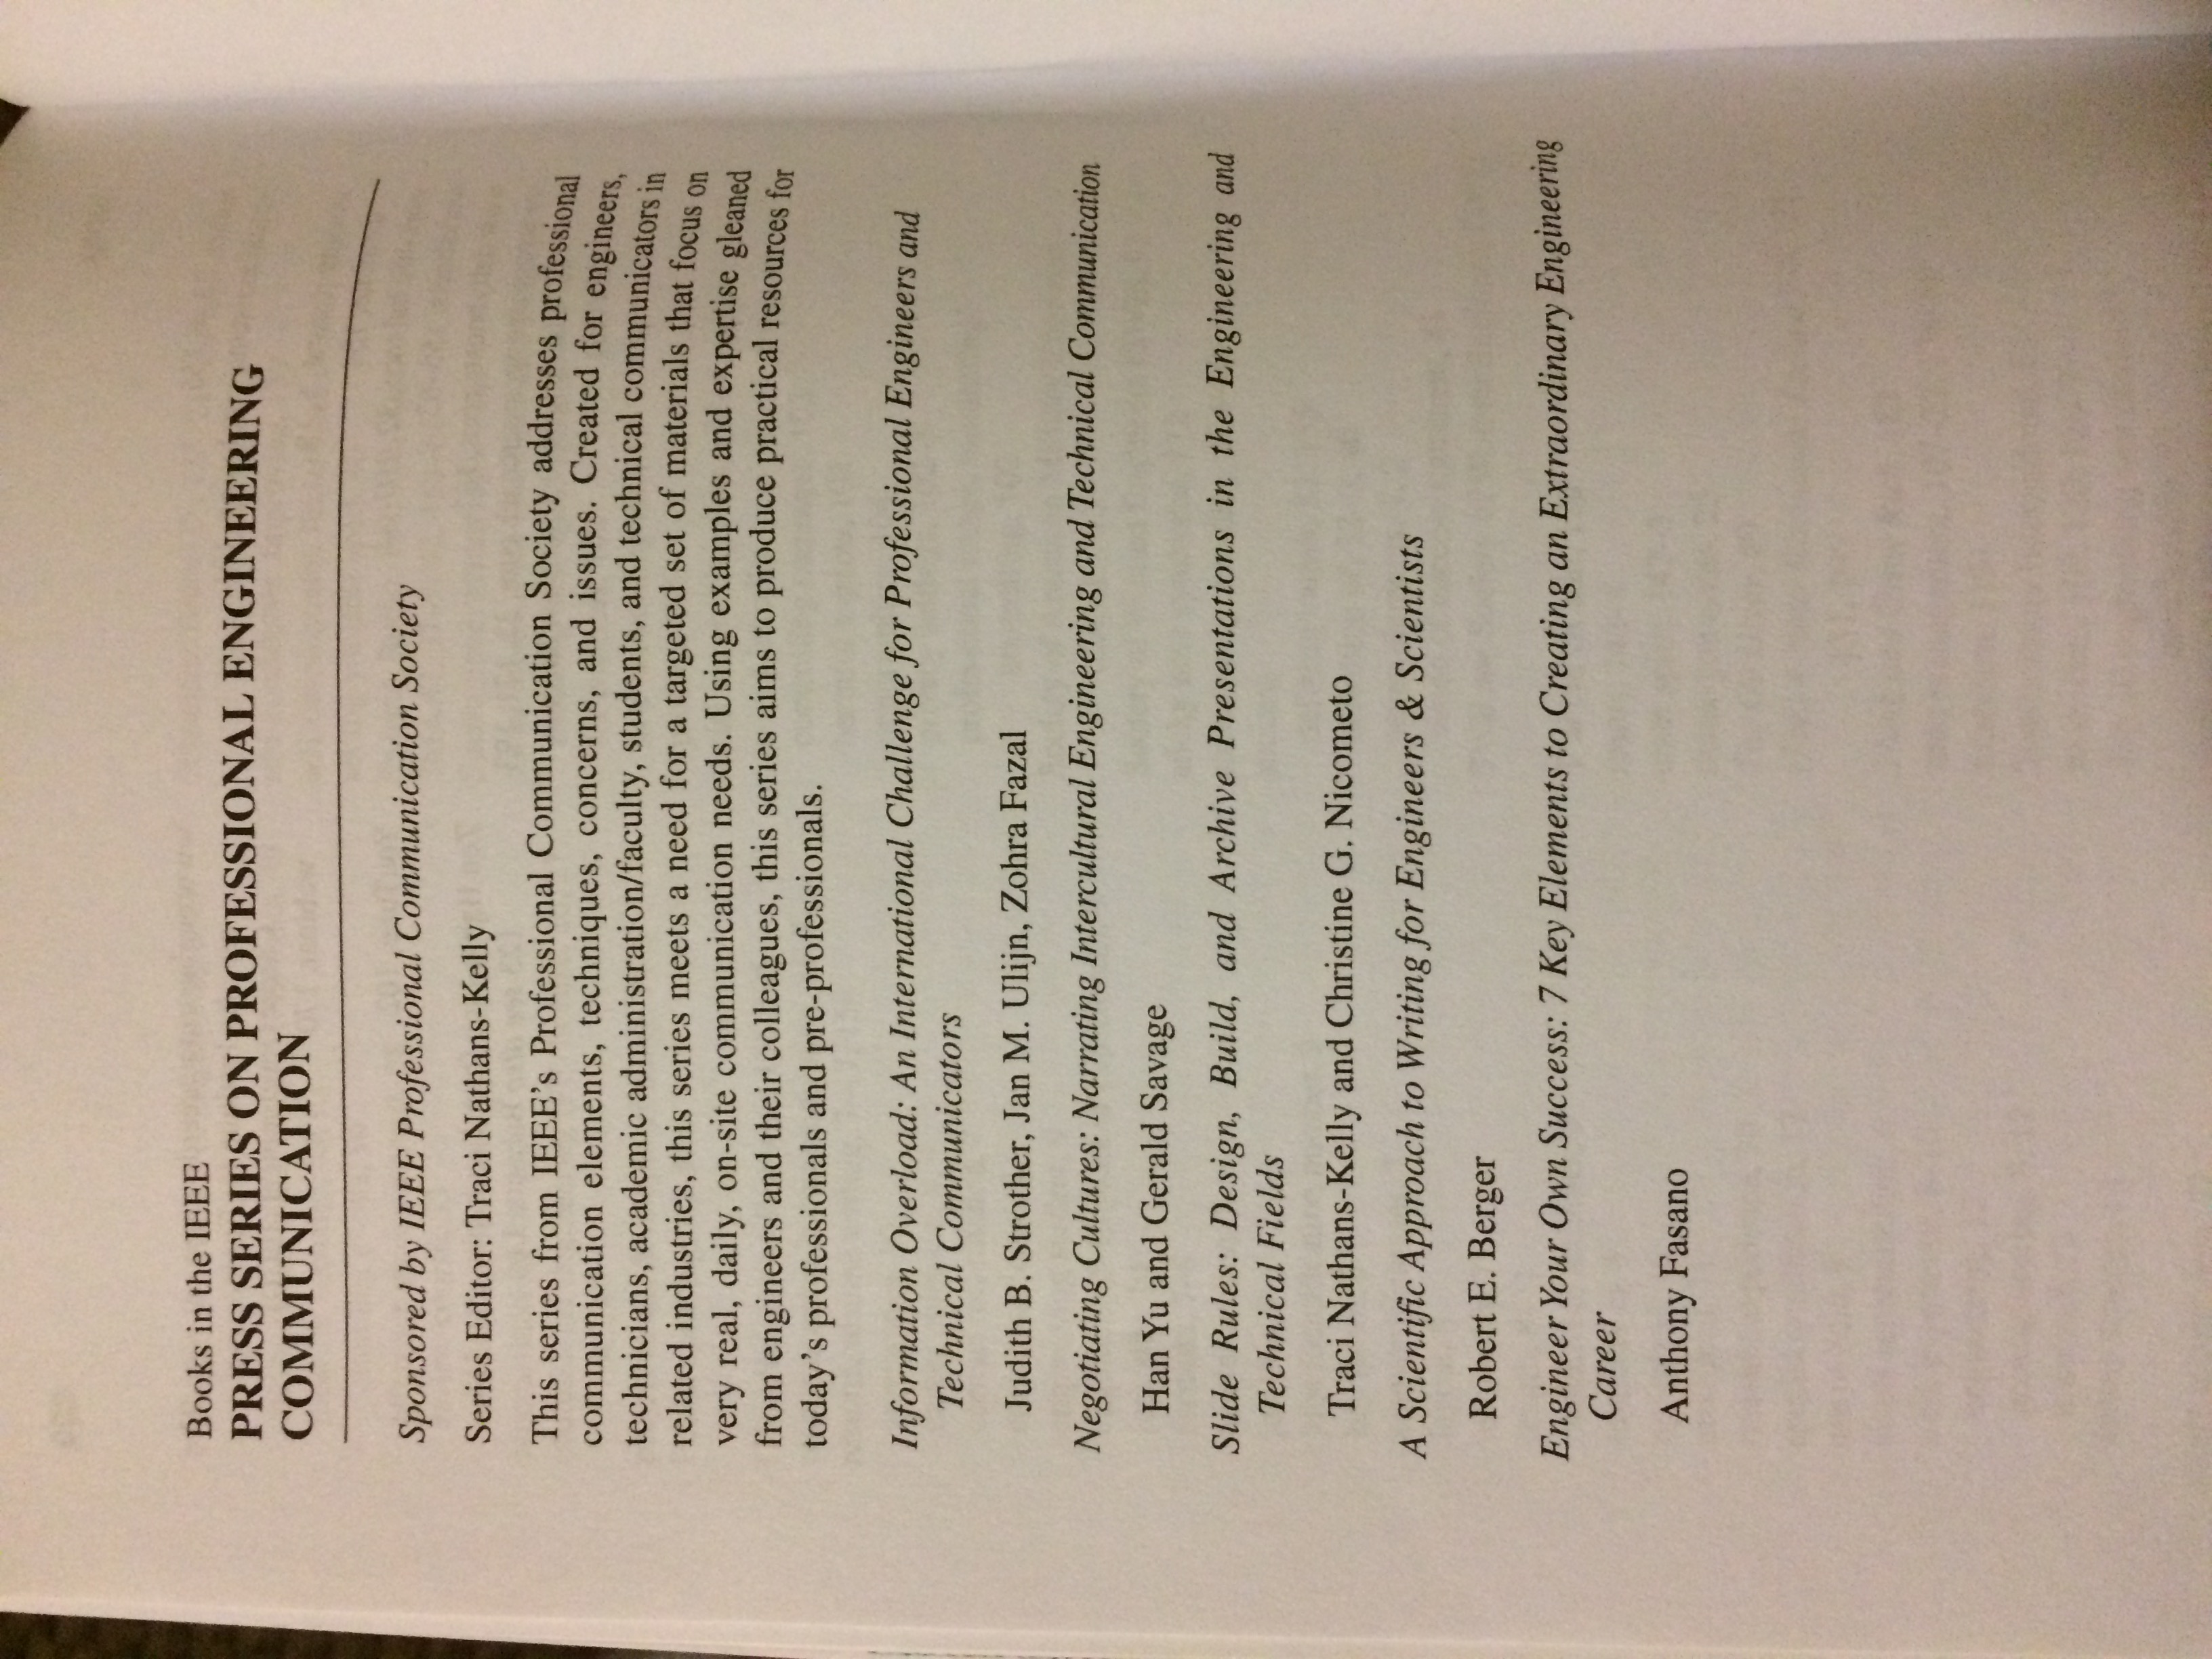 Books in the IEEE
PRESS SERIES ON PROFESSIONAL ENGINEERING
COMMUNICATION
Sponsored by IEEE Professional Communication Society
Series Editor: Traci Nathans-Kelly
This series from IEEE's Professional Communication Society addresses professional
communication elements, techniques, concerns, and issues. Created for engineers,
technicians, academic administration/faculty, students, and technical communicators in
related industries, this series meets a need for a targeted set of materials that focus on
very real, daily, on-site communication needs. Using examples and expertise gleaned
from engineers and their colleagues, this series aims to produce practical resources for
today's professionals and pre-professionals.
Information Overload: An International Challenge for Professional Engineers and
Technical Communicators
Judith B. Strother, Jan M. Ulijn, Zohra Fazal
Negotiating Cultures: Narrating Intercultural Engineering and Technical Communication
Han Yu and Gerald Savage
Slide Rules: Design, Build, and Archive Presentations in the Engineering and
Technical Fields
Traci Nathans-Kelly and Christine G. Nicometo
A Scientific Approach to Writing for Engineers & Scientists
Robert E. Berger
Engineer Your Own Success: 7 Key Elements to Creating an Extraordinary Engineering
Career
Anthony Fasano